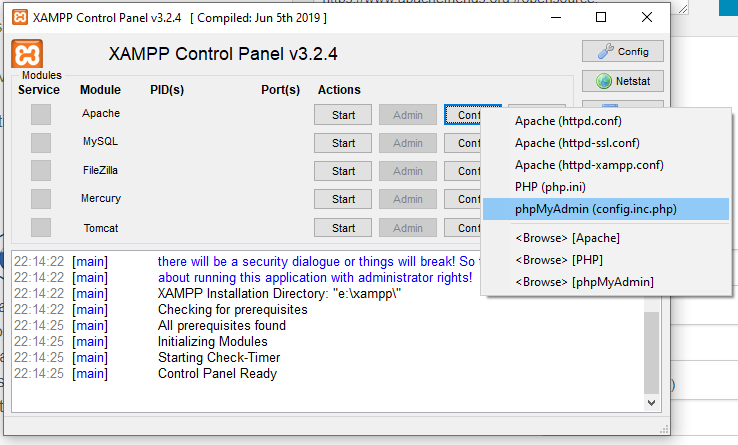 XAMPP Control Panel v3.2.4 [ Compiled: Jun 5th 2019 ]
XAMPP Control Panel v3.2.4
Config
Netstat
Modules
Service Module PID(s) Port(s) Actions
Apache Start Admin
MySQL Start Admin
FileZilla Start Admin
Mercury Start Admin
Tomcat Start Admin
Apache (httpd.conf)
Apache (httpd-ssl.conf)
Apache (httpd-xampp.conf)
PHP (php.ini)
phpMyAdmin (config.inc.php)
<Browse> [Apache]
<Browse> [PHP]
<Browse> [phpMyAdmin]
22:14:22 [main] there will be a security dialogue or things will break! So
22:14:22 [main] about running this application with administrator rights!
22:14:22 [main] XAMPP Installation Directory: "e:\xampp\"
22:14:22 [main] Checking for prerequisites
22:14:25 [main] All prerequisites found
22:14:25 [main] Initializing Modules
22:14:25 [main] Starting Check-Timer
22:14:25 [main] Control Panel Ready